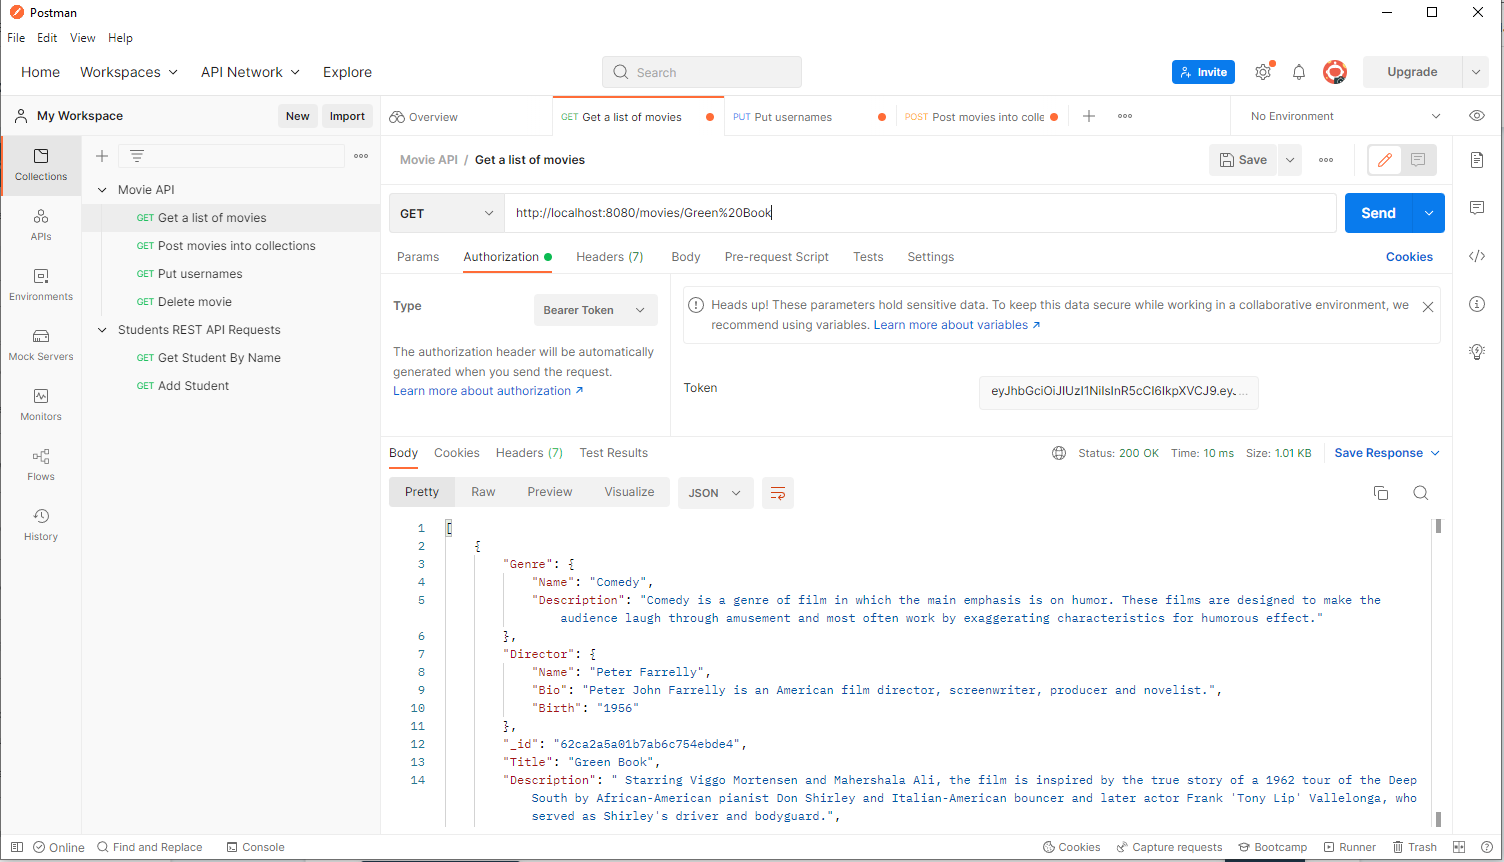 Postman
File Edit View Help
Home Workspaces API Network Explore Search Invite Upgrade
My Workspace New Import
Overview GET Get a list of movies PUT Put usernames POST Post movies into colle No Environment
Collections
APIs
Environments
Mock Servers
Monitors
Flows
History
Movie API
GET Get a list of movies
GET Post movies into collections
GET Put usernames
GET Delete movie
Students REST API Requests
GET Get Student By Name
GET Add Student
Movie API / Get a list of movies Save
GET http://localhost:8080/movies/Green%20Book Send
Params Authorization Headers (7) Body Pre-request Script Tests Settings Cookies
Type Bearer Token
The authorization header will be automatically
generated when you send the request.
Learn more about authorization ↗
Heads up! These parameters hold sensitive data. To keep this data secure while working in a collaborative environment, we
recommend using variables. Learn more about variables ↗
Token eyJhbGciOiJIUzI1NiIsInR5cCI6IkpXVCJ9.eyJ...
Body Cookies Headers (7) Test Results Status: 200 OK Time: 10 ms Size: 1.01 KB Save Response
Pretty Raw Preview Visualize JSON
1 [
2 {
3 "Genre": {
4 "Name": "Comedy",
5 "Description": "Comedy is a genre of film in which the main emphasis is on humor. These films are designed to make the
audience laugh through amusement and most often work by exaggerating characteristics for humorous effect."
6 },
7 "Director": {
8 "Name": "Peter Farrelly",
9 "Bio": "Peter John Farrelly is an American film director, screenwriter, producer and novelist.",
10 "Birth": "1956"
11 },
12 "_id": "62ca2a5a01b7ab6c754ebde4",
13 "Title": "Green Book",
14 "Description": " Starring Viggo Mortensen and Mahershala Ali, the film is inspired by the true story of a 1962 tour of the Deep
South by African-American pianist Don Shirley and Italian-American bouncer and later actor Frank 'Tony Lip' Vallelonga, who
served as Shirley's driver and bodyguard.",
Online Find and Replace Console Cookies Capture requests Bootcamp Runner Trash